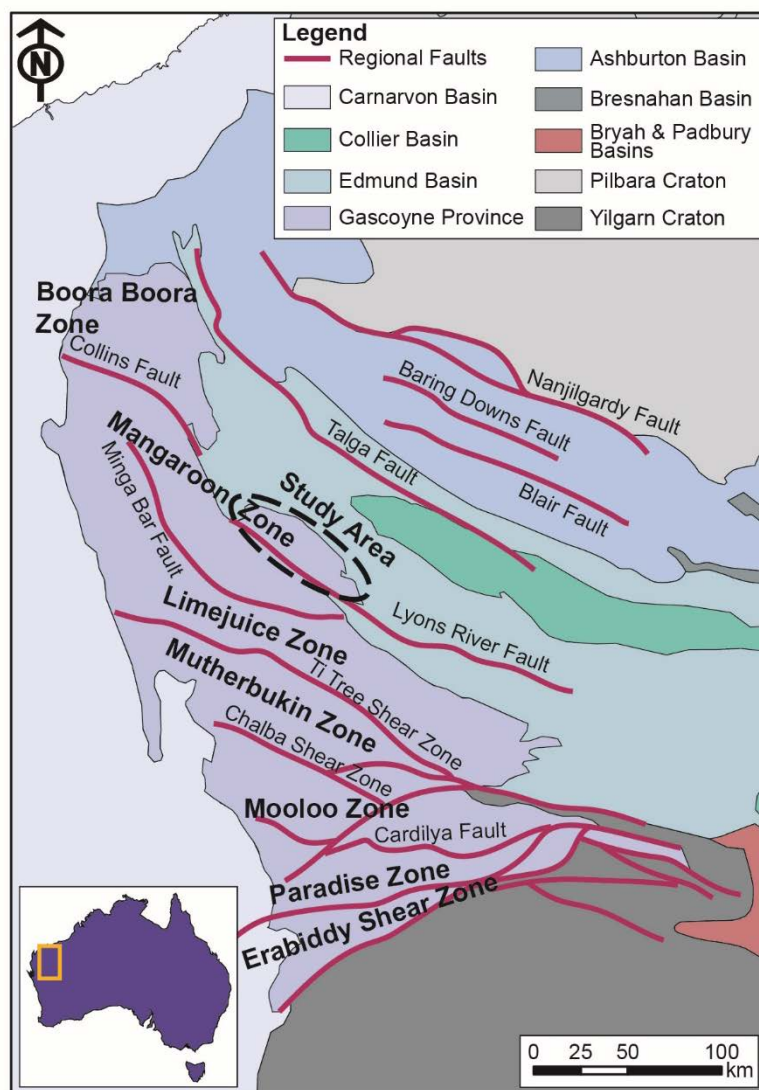 N
Legend
Regional Faults
Carnarvon Basin
Collier Basin
Edmund Basin
Gascoyne Province
Ashburton Basin
Bresnahan Basin
Bryah & Padbury
Basins
Pilbara Craton
Yilgarn Craton
Boora Boora
Zone
Collins Fault
Mangaroon Zone
Minga Bar Fault
Study Area
Talga Fault
Baring Downs Fault
Nanjilgardy Fault
Blair Fault
Limejuice Zone
Lyons River Fault
Mutherbukin Zone
Ti Tree Shear Zone
Chalba Shear Zone
Mooloo Zone
Cardilya Fault
Paradise Zone
Erabiddy Shear Zone
0 25 50 100
km